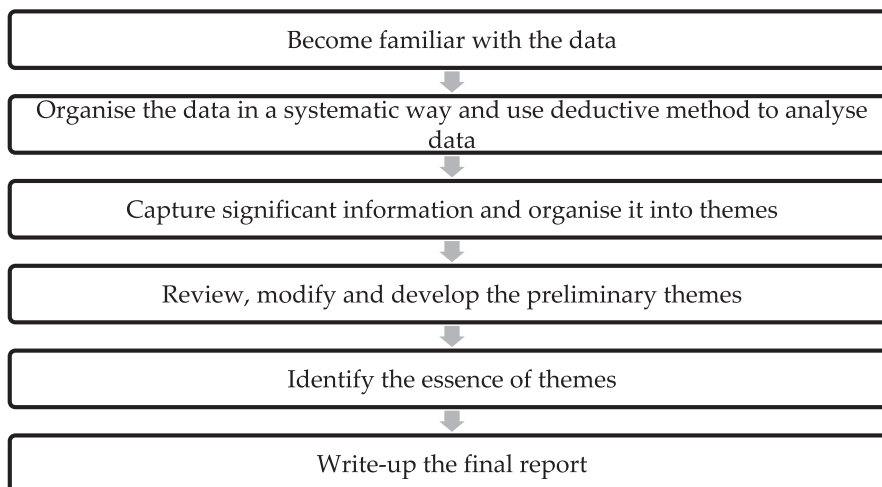 Become familiar with the data
Organise the data in a systematic way and use deductive method to analyse
data
Capture significant information and organise it into themes
Review, modify and develop the preliminary themes
Identify the essence of themes
Write-up the final report